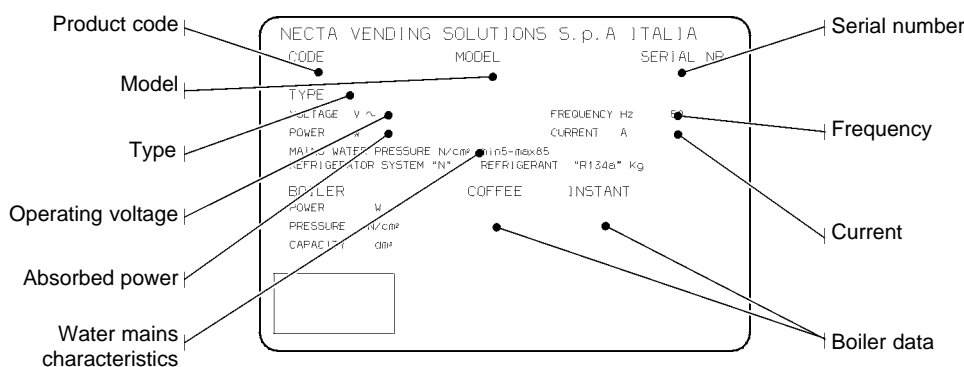 Product code
Model
Type
Operating voltage
Absorbed power
Water mains
characteristics
NECTA VENDING SOLUTIONS S.p.A ITALIA
CODE MODEL SERIAL NR
TYPE
VOLTAGE V ~ FREQUENCY Hz 50
POWER W CURRENT A
MAINS WATER PRESSURE N/cm² min5-max85
REFRIGERATOR SYSTEM "N" REFRIGERANT "R134a" Kg
BOILER COFFEE INSTANT
POWER W
PRESSURE N/cm²
CAPACITY dm³
Serial number
Frequency
Current
Boiler data